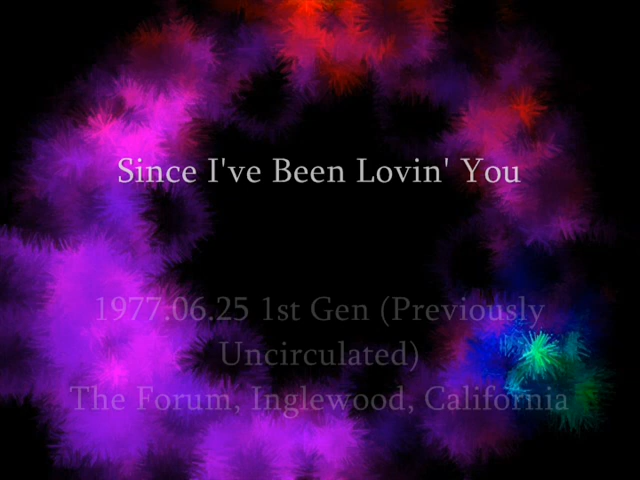 Since I've Been Lovin' You
1977.06.25 1st Gen (Previously
Uncirculated)
The Forum, Inglewood, California